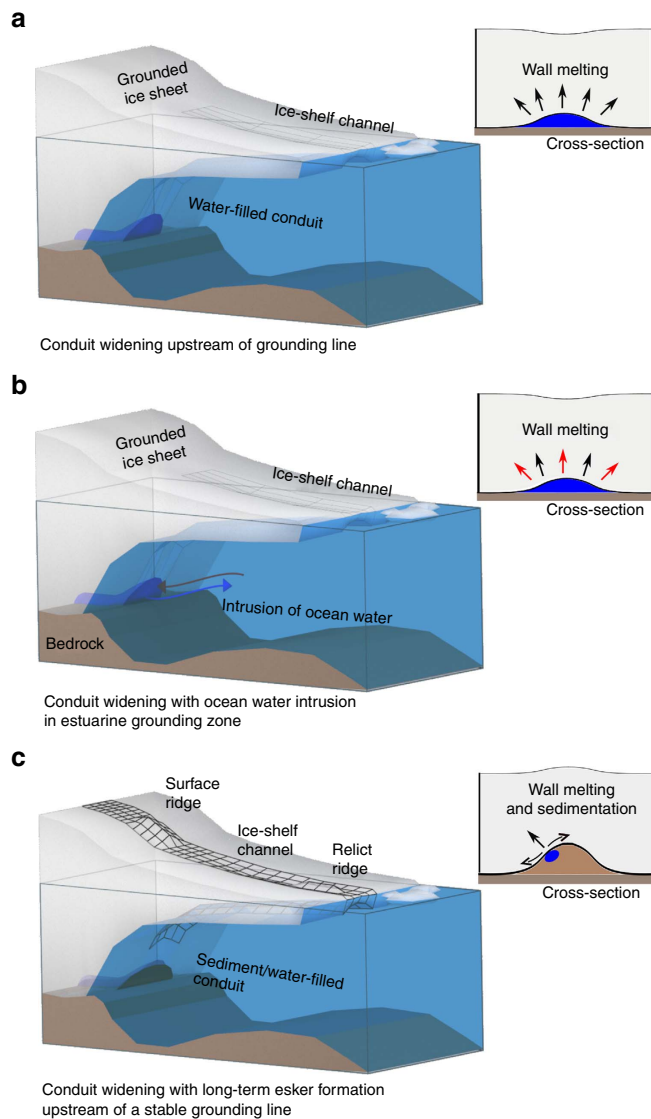 a
Grounded
ice sheet
Ice-shelf channel
Water-filled conduit
Wall melting
Cross-section
Conduit widening upstream of grounding line
b
Grounded
ice sheet
Ice-shelf channel
Intrusion of ocean water
Bedrock
Wall melting
Cross-section
Conduit widening with ocean water intrusion
in estuarine grounding zone
c
Surface
ridge
Ice-shelf
channel
Relict
ridge
Sediment/water-filled
conduit
Wall melting
and sedimentation
Cross-section
Conduit widening with long-term esker formation
upstream of a stable grounding line